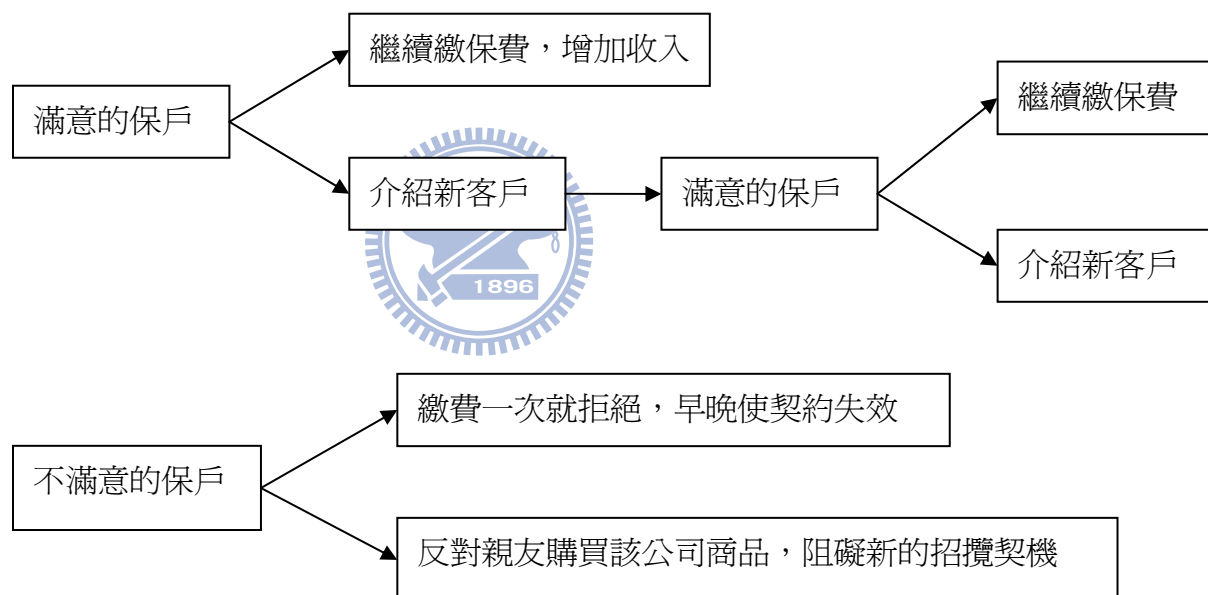 繼續繳保費，增加收入
滿意的保戶
繼續繳保費
介紹新客戶
滿意的保戶
介紹新客戶
1896
繳費一次就拒絕，早晚使契約失效
不滿意的保戶
反對親友購買該公司商品，阻礙新的招攬契機